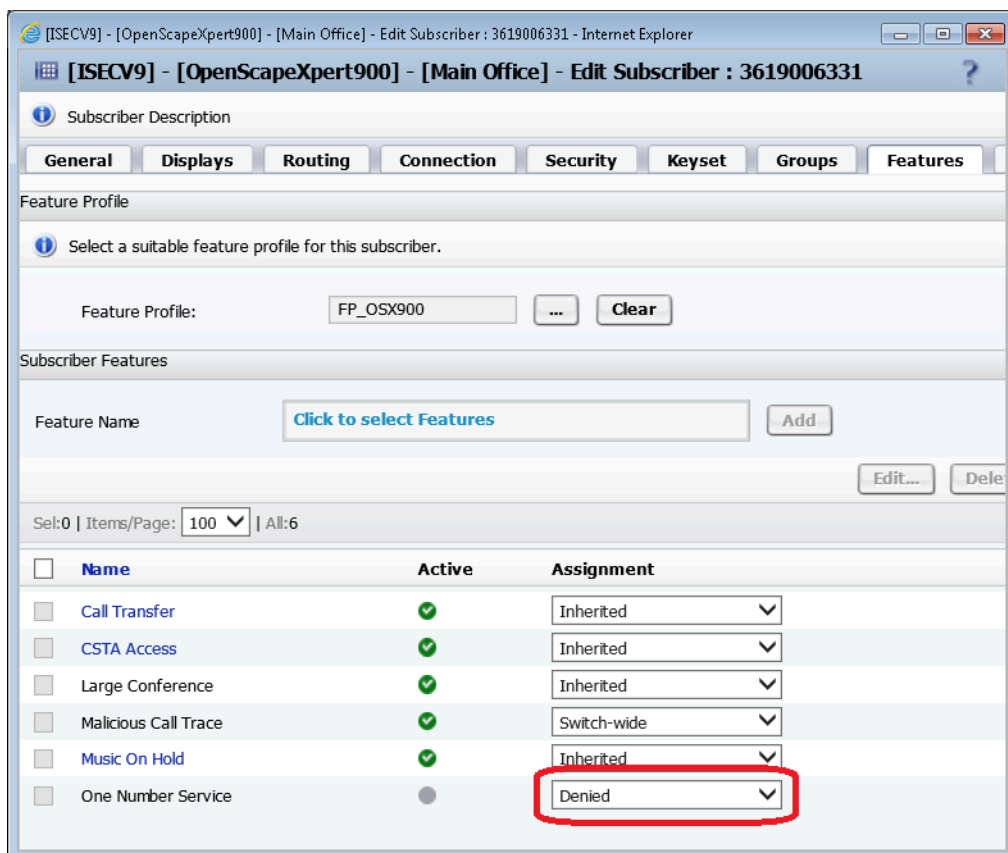 [ISECV9] - [OpenScapeXpert900] - [Main Office] - Edit Subscriber : 3619006331 - Internet Explorer
[ISECV9] - [OpenScapeXpert900] - [Main Office] - Edit Subscriber : 3619006331 ?
Subscriber Description
General Displays Routing Connection Security Keyset Groups Features
Feature Profile
Select a suitable feature profile for this subscriber.
Feature Profile: FP_OSX900 ... Clear
Subscriber Features
Feature Name Click to select Features Add
Edit... Dele
Sel:0 | Items/Page: 100 | All:6
Name Active Assignment
Call Transfer Inherited
CSTA Access Inherited
Large Conference Inherited
Malicious Call Trace Switch-wide
Music On Hold Inherited
One Number Service Denied